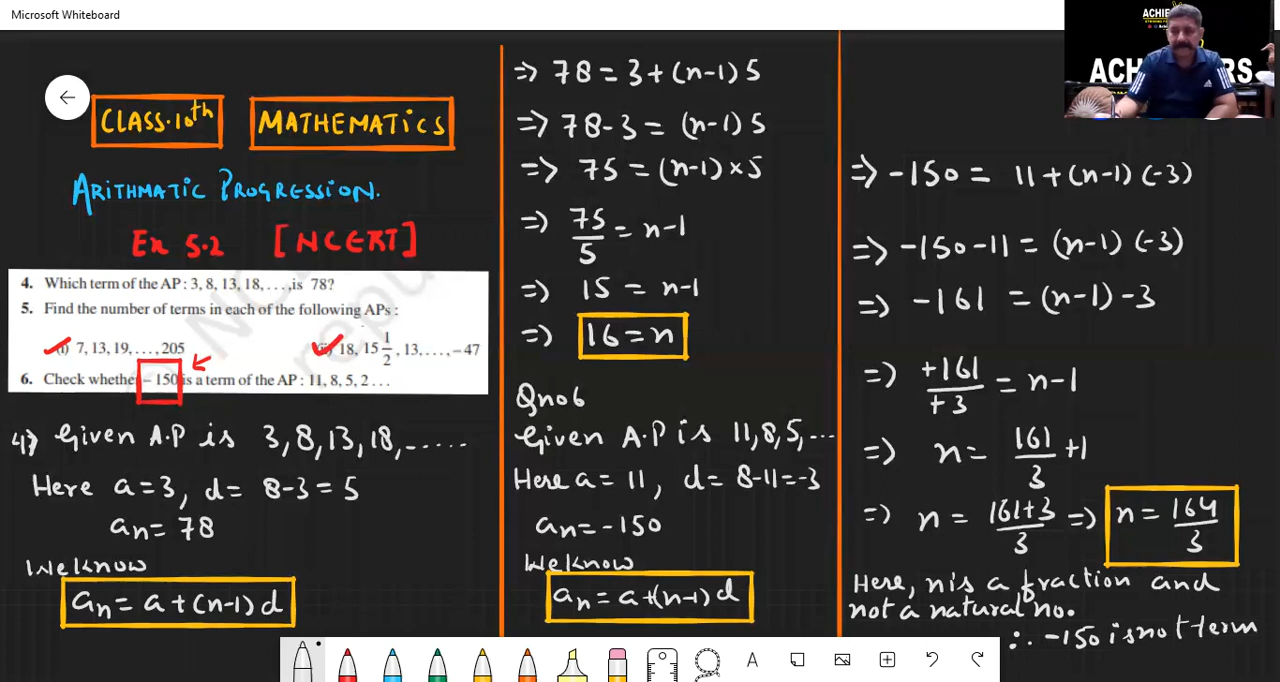 Microsoft Whiteboard
CLASS.10th MATHEMATICS
ARITHMATIC PROGRESSION.
Ex 5.2 [NCERT]
4. Which term of the AP : 3, 8, 13, 18, . . . ,is 78?
5. Find the number of terms in each of the following APs :
(i) 7, 13, 19, . . . , 205 18, 15 1/2, 13, . . . , – 47
6. Check whether – 150 is a term of the AP : 11, 8, 5, 2 . . .
4) Given A.P is 3, 8, 13, 18, ......
Here a = 3, d = 8-3 = 5
an = 78
We know
an = a + (n-1) d
=> 78 = 3 + (n-1) 5
=> 78-3 = (n-1) 5
=> 75 = (n-1) × 5
=> 75/5 = n-1
=> 15 = n-1
=> 16 = n
Qno6
Given A.P is 11, 8, 5, ...
Here a = 11, d = 8-11 = -3
an = -150
We know
an = a + (n-1) d
=> -150 = 11 + (n-1) (-3)
=> -150-11 = (n-1) (-3)
=> -161 = (n-1) -3
=> +161/+3 = n-1
=> n = 161/3 + 1
=> n = 161+3/3 => n = 164/3
Here, n is a fraction and
not a natural no.
∴ -150 is not term
A